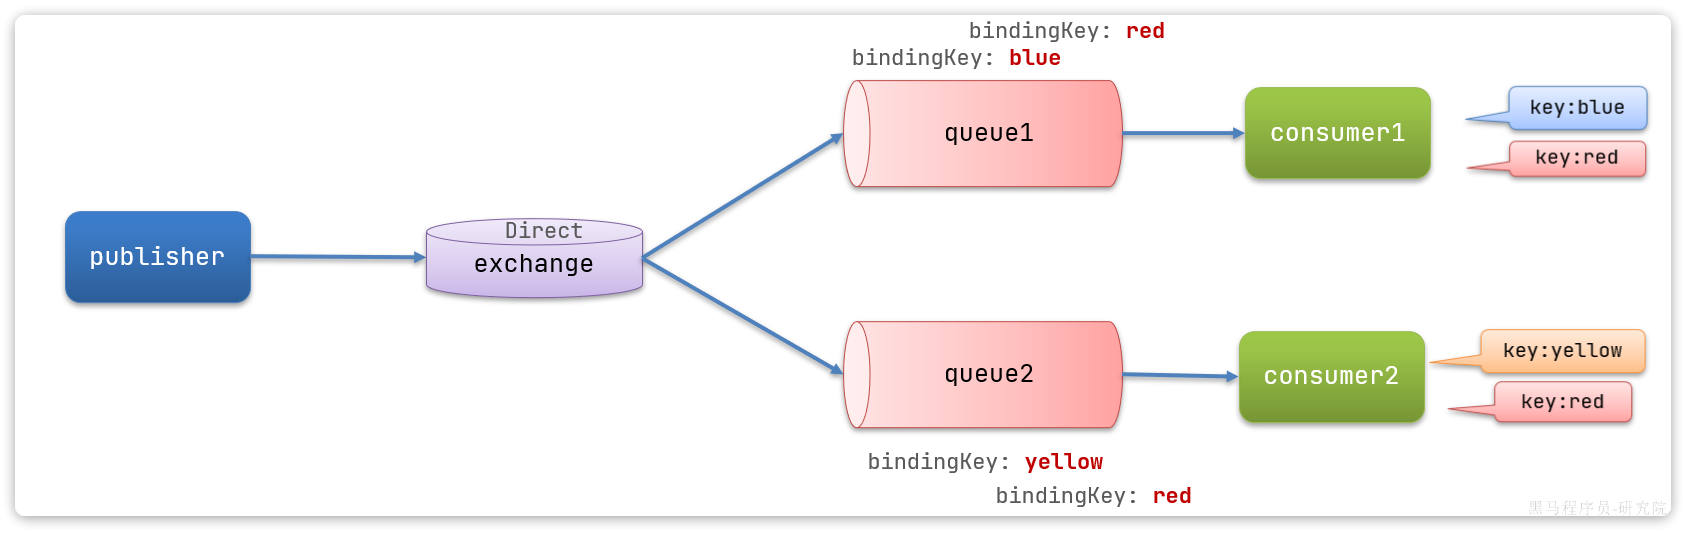 bindingKey: red
bindingKey: blue
queue1
consumer1
key:blue
key:red
publisher
Direct
exchange
queue2
consumer2
key:yellow
key:red
bindingKey: yellow
bindingKey: red
黑马程序员-研究院